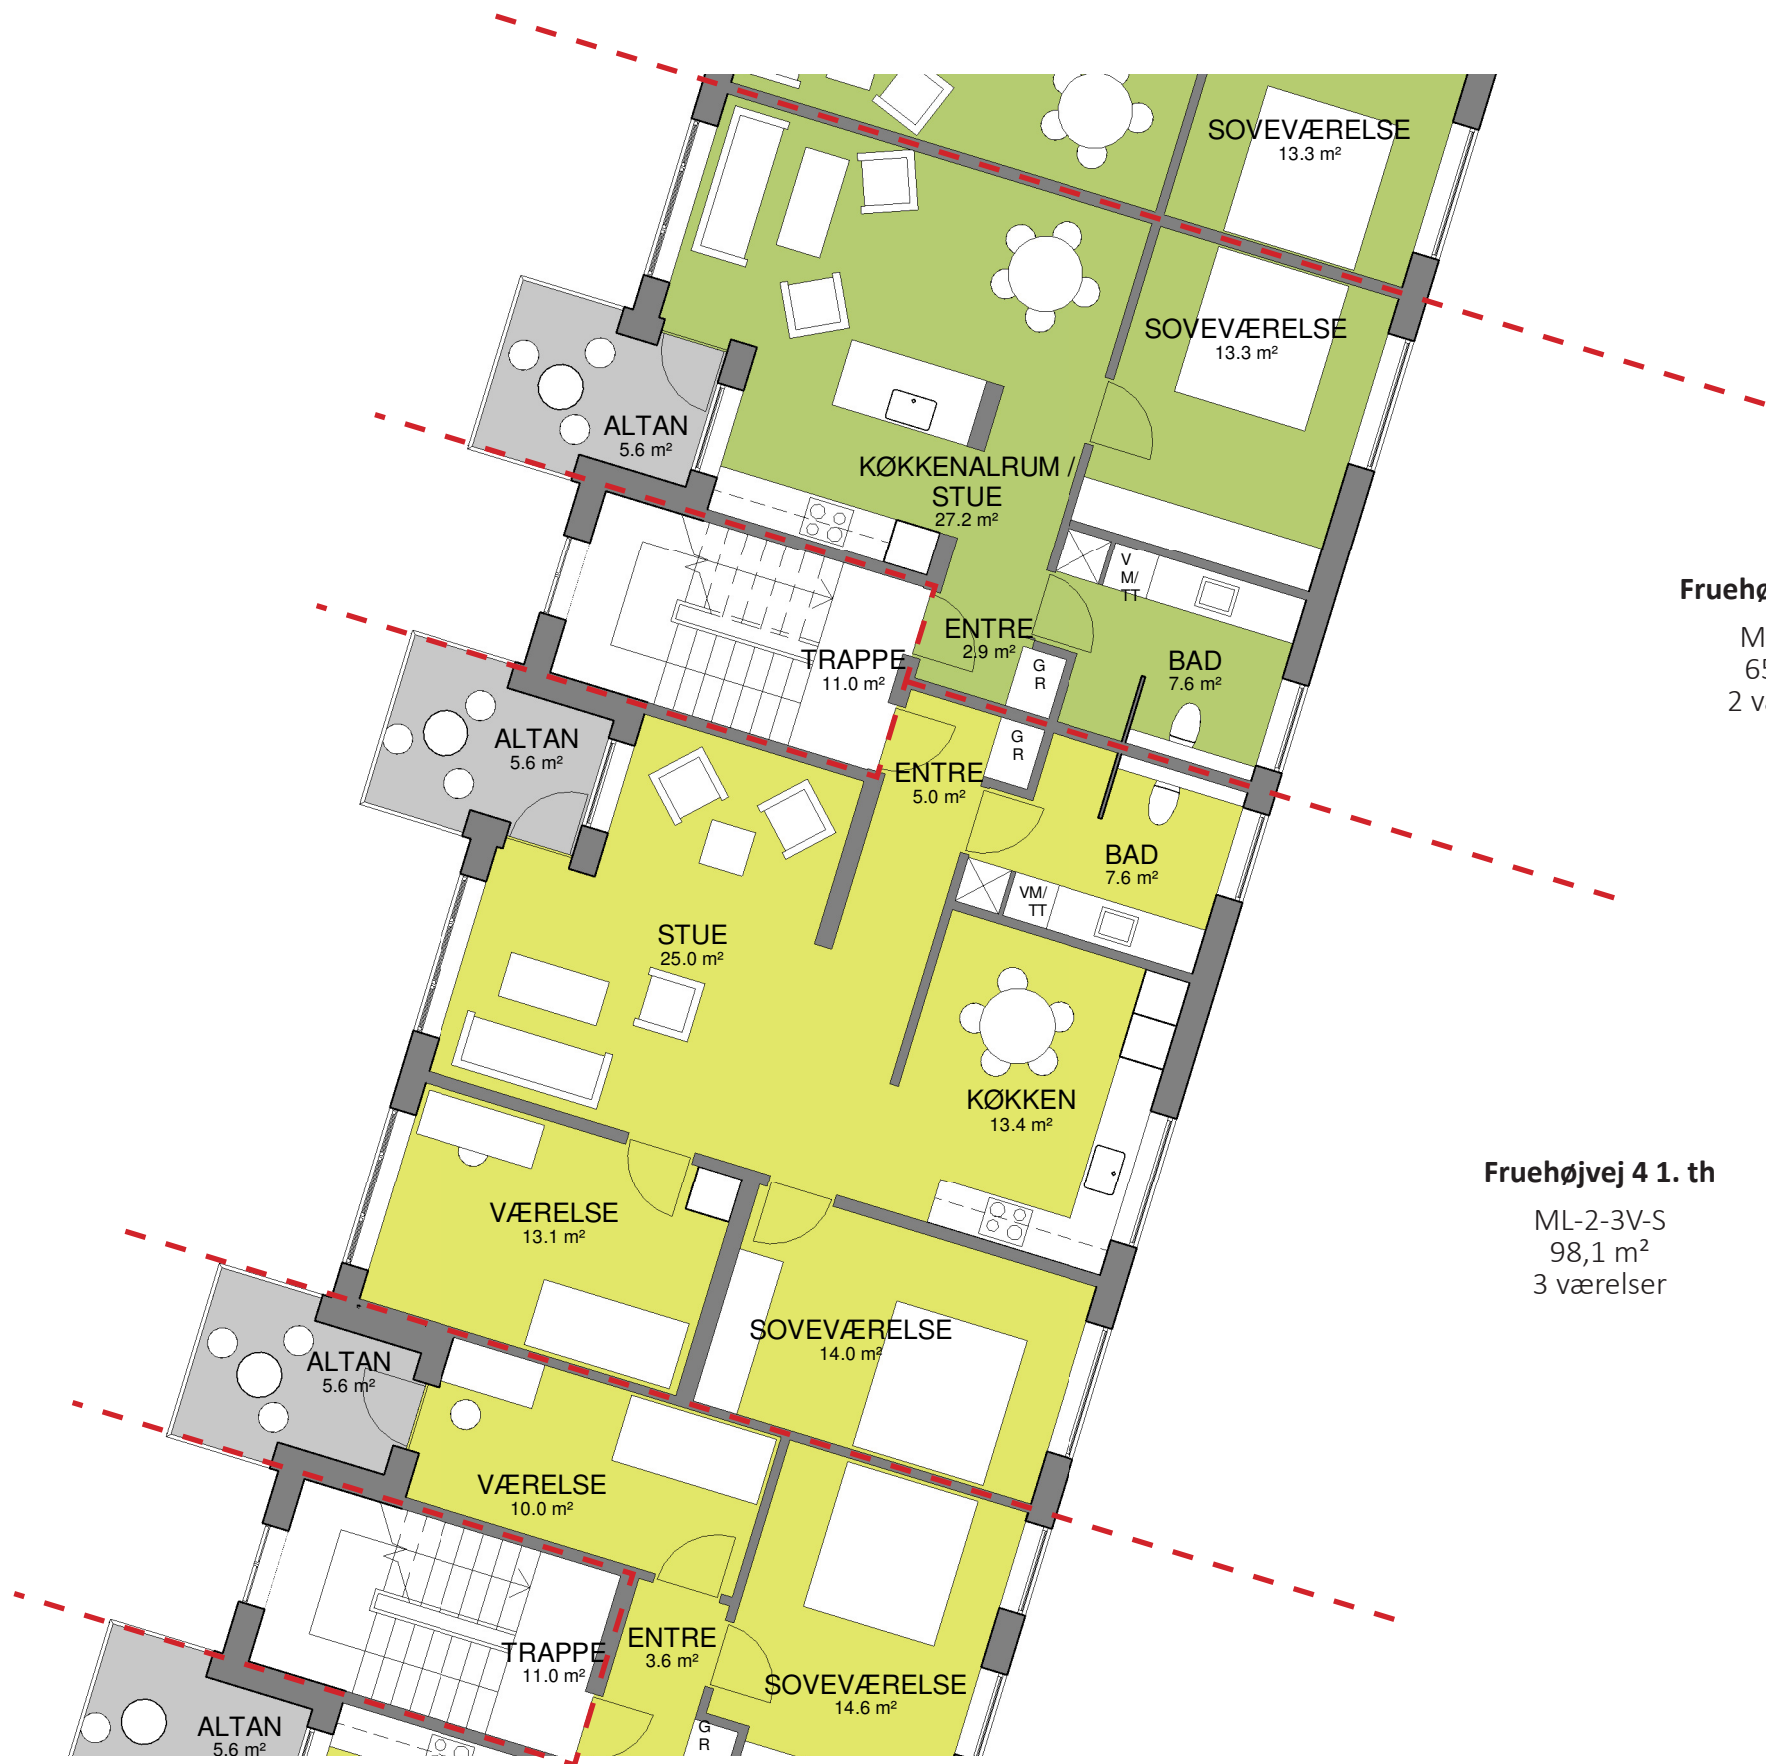 SOVEVÆRELSE
13.3 m²
SOVEVÆRELSE
13.3 m²
ALTAN
5.6 m²
KØKKENALRUM /
STUE
27.2 m²
V
M/
TT
ENTRE
2.9 m²
G
R
BAD
7.6 m²
TRAPPE
11.0 m²
ALTAN
5.6 m²
G
R
ENTRE
5.0 m²
BAD
7.6 m²
VM/
TT
STUE
25.0 m²
KØKKEN
13.4 m²
VÆRELSE
13.1 m²
SOVEVÆRELSE
14.0 m²
Fruehøjvej 4 1. th
ML-2-3V-S
98,1 m²
3 værelser
ALTAN
5.6 m²
VÆRELSE
10.0 m²
TRAPPE
11.0 m²
ENTRE
3.6 m²
SOVEVÆRELSE
14.6 m²
G
R
ALTAN
5.6 m²